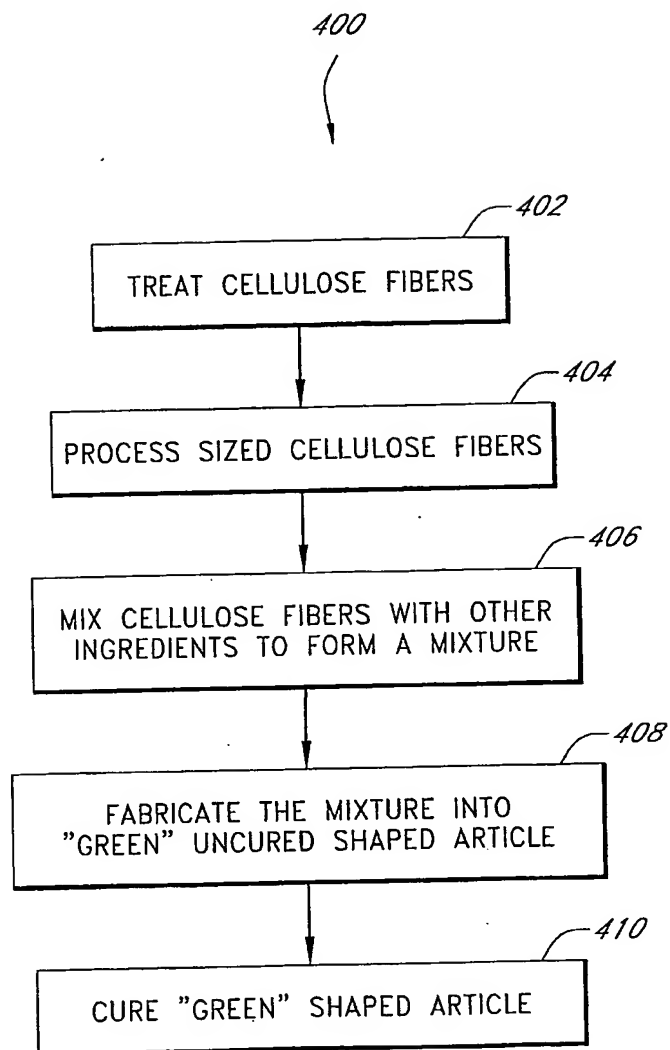 400
402
TREAT CELLULOSE FIBERS
404
PROCESS SIZED CELLULOSE FIBERS
406
MIX CELLULOSE FIBERS WITH OTHER
INGREDIENTS TO FORM A MIXTURE
408
FABRICATE THE MIXTURE INTO
"GREEN" UNCURED SHAPED ARTICLE
410
CURE "GREEN" SHAPED ARTICLE